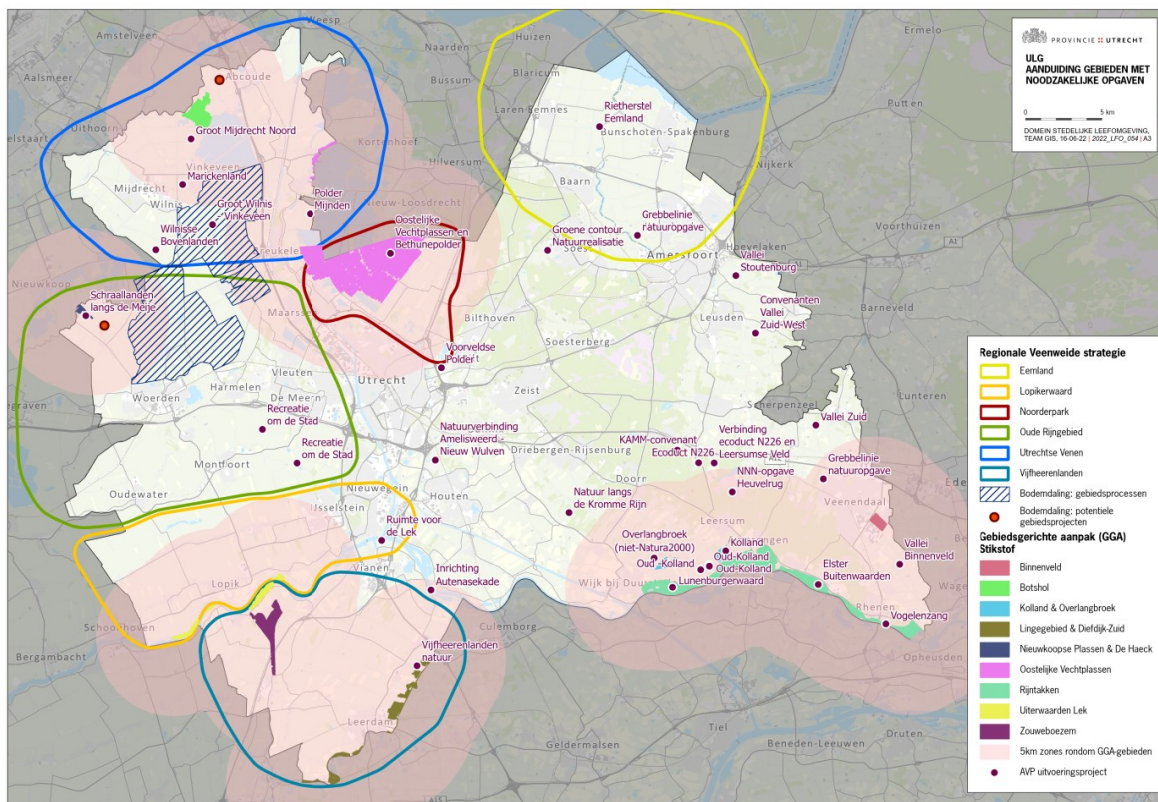 PROVINCIE UTRECHT
ULG
AANDUIDING GEBIEDEN MET
NOODZAKELIJKE OPGAVEN
0
5 km
DOMEIN STEDELIJKE LEEFOMGEVING,
TEAM GIS, 16-06-22 | 2022_LFO_054 | A3
Amstelveen
Weesp
Aalsmeer
Naarden
Huizen
Bussum
Blaricum
Laren
Eemnes
Ermelo
Putten
Abcoude
Uithoorn
Groot Mijdrecht Noord
Kortenhoef
Hilversum
Rietherstel
Eemland
Bunschoten-Spakenburg
Nijkerk
Vinkeveen
Marickenland
Mijdrecht
Wilnis
Groot Wilnis
- Vinkeveen
Polder
Mijnden
Nieuw-Loosdrecht
Baarn
Wilnisse
Bovenlanden
Oostelijke
Vechtplassen en
Bethunepolder
Groene contour
Natuurrealisatie
Grebbelinie
natuuropgave
Amersfoort
Hoevelaken
Voorthuizen
A1
Vallei
Stoutenburg
Nieuwkoop
Schraallanden
langs de Meije
Maarssen
Bilthoven
Leusden
Convenanten
Vallei
Zuid-West
Barneveld
Soesterberg
Voorveldse
Polder
Vleuten
Utrecht
Harmelen
De Meern
Woerden
Zeist
Lunteren
Scherpenzeel
Recreatie
om de Stad
Recreatie
om de Stad
Natuurverbinding
Amelisweerd -
Nieuw Wulven
Driebergen-Rijsenburg
KAMM-convenant
Ecoduct N226
Verbinding
ecoduct N226 en
Leersumse Veld
Vallei Zuid
Montfoort
Oudewater
Nieuwegein
Houten
IJsselstein
Doorn
NNN-opgave
Heuvelrug
Grebbelinie
natuuropgave
Veenendaal
Natuur langs
de Kromme Rijn
Leersum
Ruimte voor
de Lek
Overlangbroek
(niet-Natura2000)
Kolland
Oud-Kolland
Oud-Kolland
Lunenburgerwaard
Vallei
Binnenveld
Vianen
Inrichting
Autenasekade
Elster
Buitenwaarden
Lopik
Rhenen
Vogelenzang
Schoonhoven
Bergambacht
Culemborg
Opheusden
Vijfheerenlanden
natuur
Leerdam
Tiel
Geldermalsen
Beneden-Leeuwen
Druten
A15
Regionale Veenweide strategie
Eemland
Lopikerwaard
Noorderpark
Oude Rijngebied
Utrechtse Venen
Vijfheerenlanden
Bodemdaling: gebiedsprocessen
Bodemdaling: potentiele
gebiedsprojecten
Gebiedsgerichte aanpak (GGA)
Stikstof
Binnenveld
Botshol
Kolland & Overlangbroek
Lingegebied & Diefdijk-Zuid
Nieuwkoopse Plassen & De Haeck
Oostelijke Vechtplassen
Rijntakken
Uiterwaarden Lek
Zouweboezem
5km zones rondom GGA-gebieden
AVP uitvoeringsproject